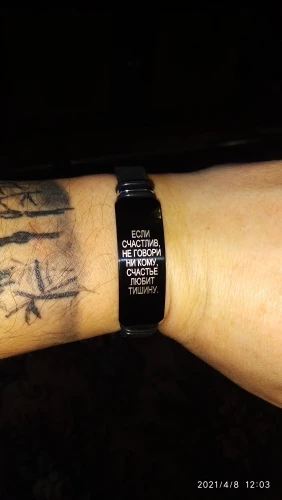 ЕСЛИ
СЧАСТЛИВ,
НЕ ГОВОРИ
НИ КОМУ,
СЧАСТЬЕ
ЛЮБИТ
ТИШИНУ.
2021/4/8 12:03